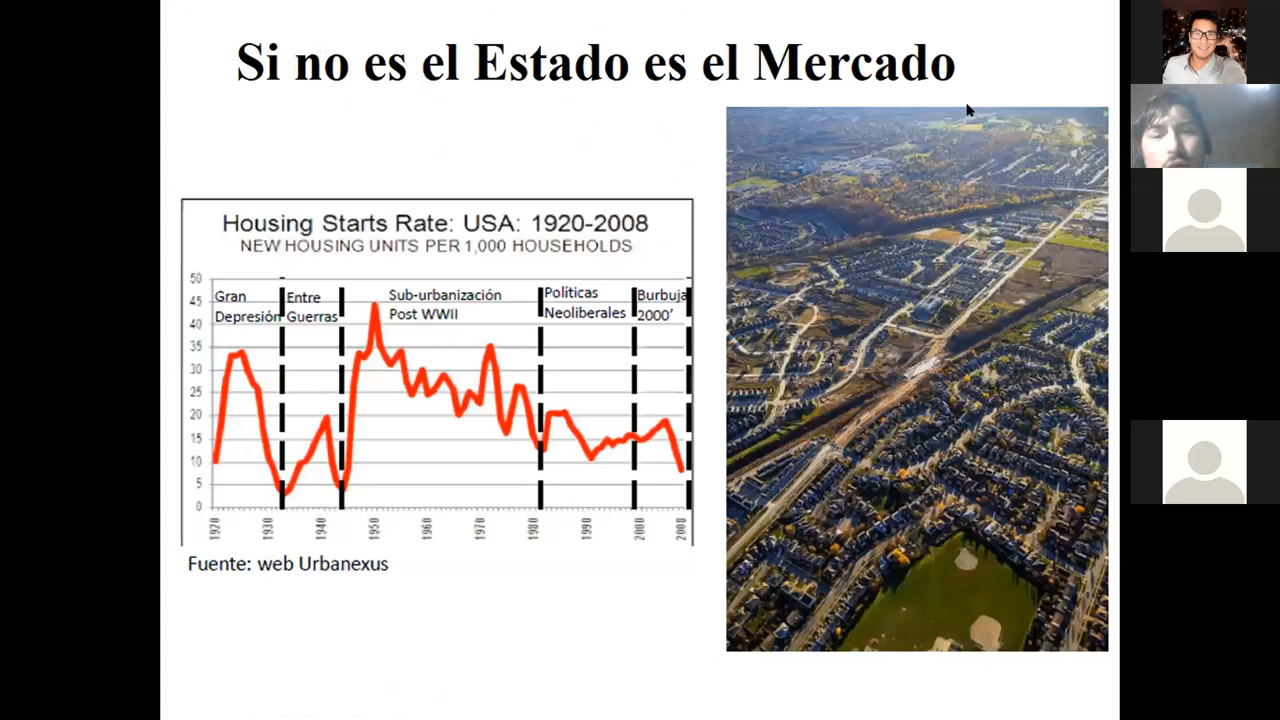 Si no es el Estado es el Mercado
Housing Starts Rate: USA: 1920-2008
NEW HOUSING UNITS PER 1,000 HOUSEHOLDS
50
45
40
35
30
25
20
15
10
5
0
Gran
Depresión
Entre
Guerras
Sub-urbanización
Post WWII
Políticas
Neoliberales
Burbuja
2000’
1920
1930
1940
1950
1960
1970
1980
1990
2000
2008
Fuente: web Urbanexus